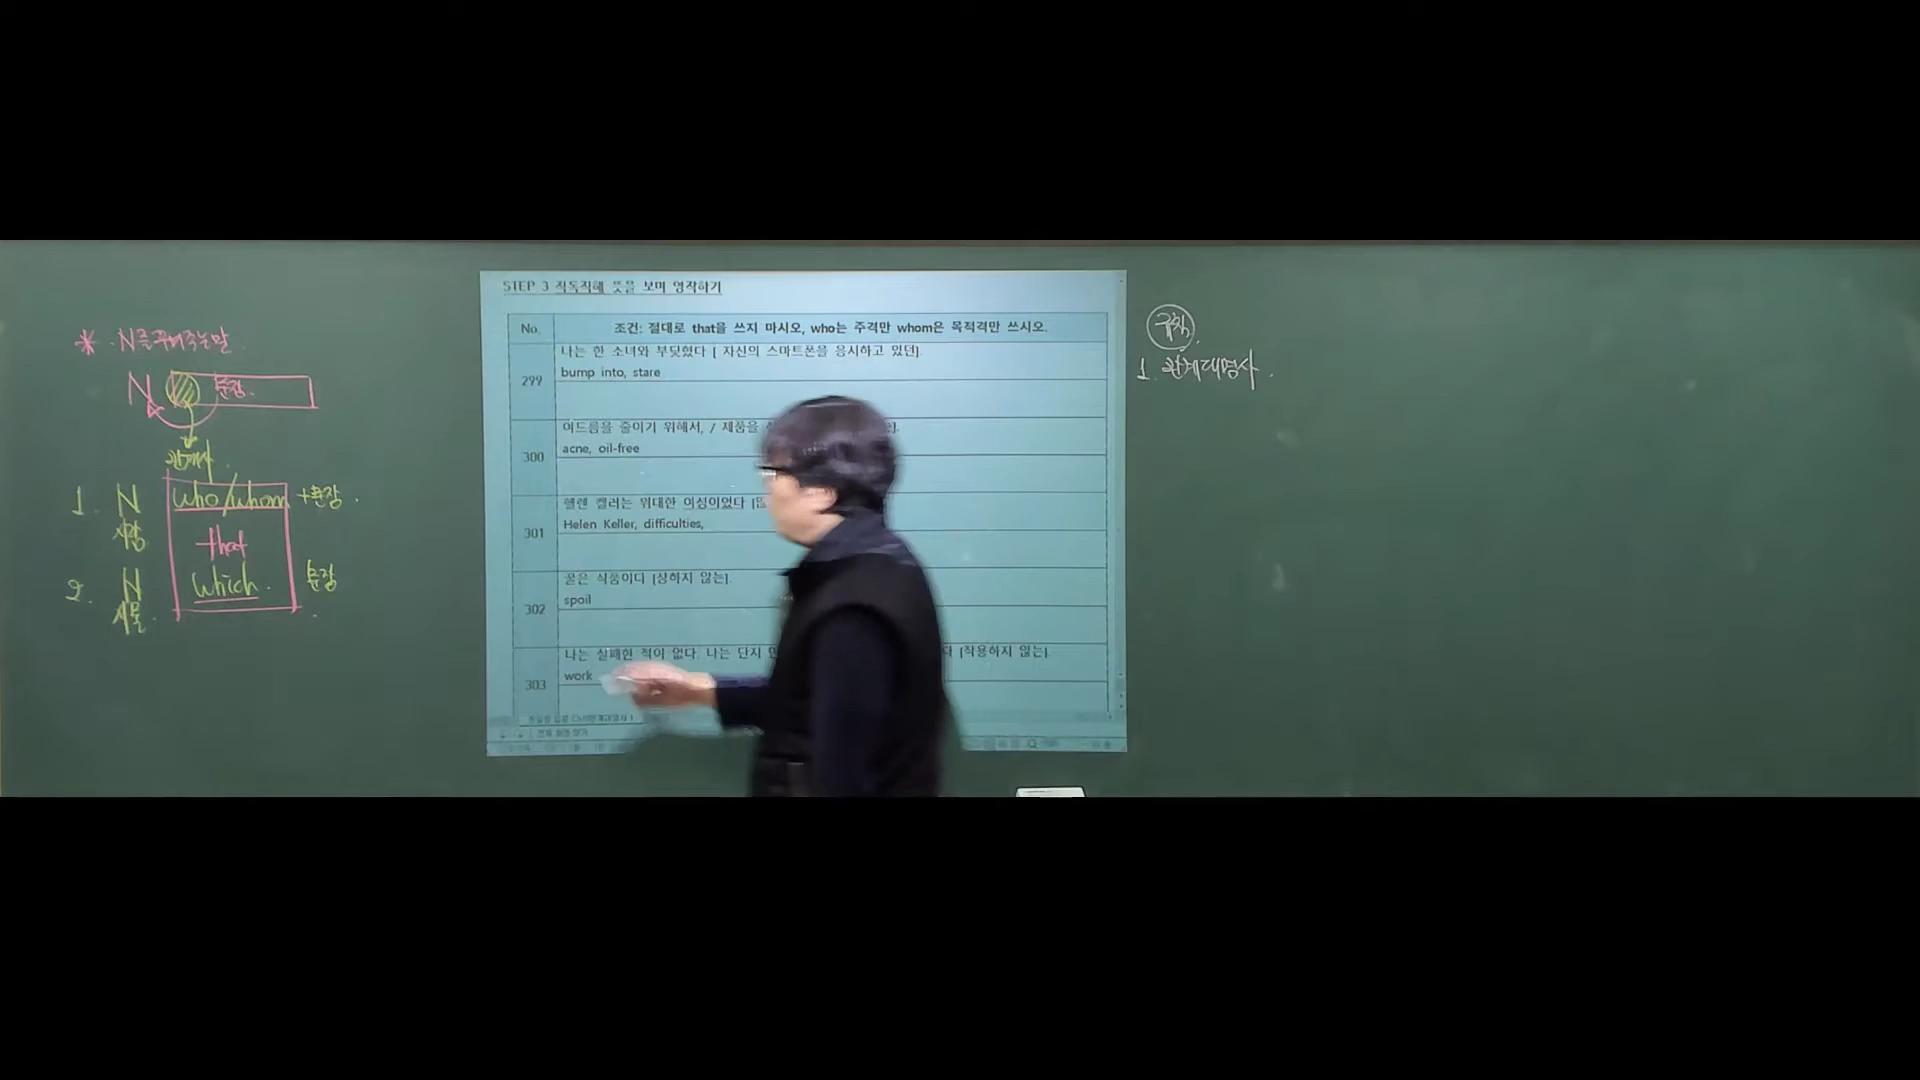 * N를 꾸며주는말
N 문장.
관계사.
1. N who/whom +문장.
사람
that
2. N which. 문장
사물.
STEP 3 직독직해 뜻을 보며 영작하기
No. 조건: 절대로 that을 쓰지 마시오, who는 주격만 whom은 목적격만 쓰시오.
299 나는 한 소녀와 부딪혔다 [ 자신의 스마트폰을 응시하고 있던].
bump into, stare
300 여드름을 줄이기 위해서, / 제품을
acne, oil-free
301 헬렌 켈러는 위대한 여성이었다
Helen Keller, difficulties,
302 꿀은 식품이다 [상하지 않는].
spoil
303 나는 실패한 적이 없다. 나는 단지 다 [작용하지 않는]
work
규칙
1. 관계대명사.